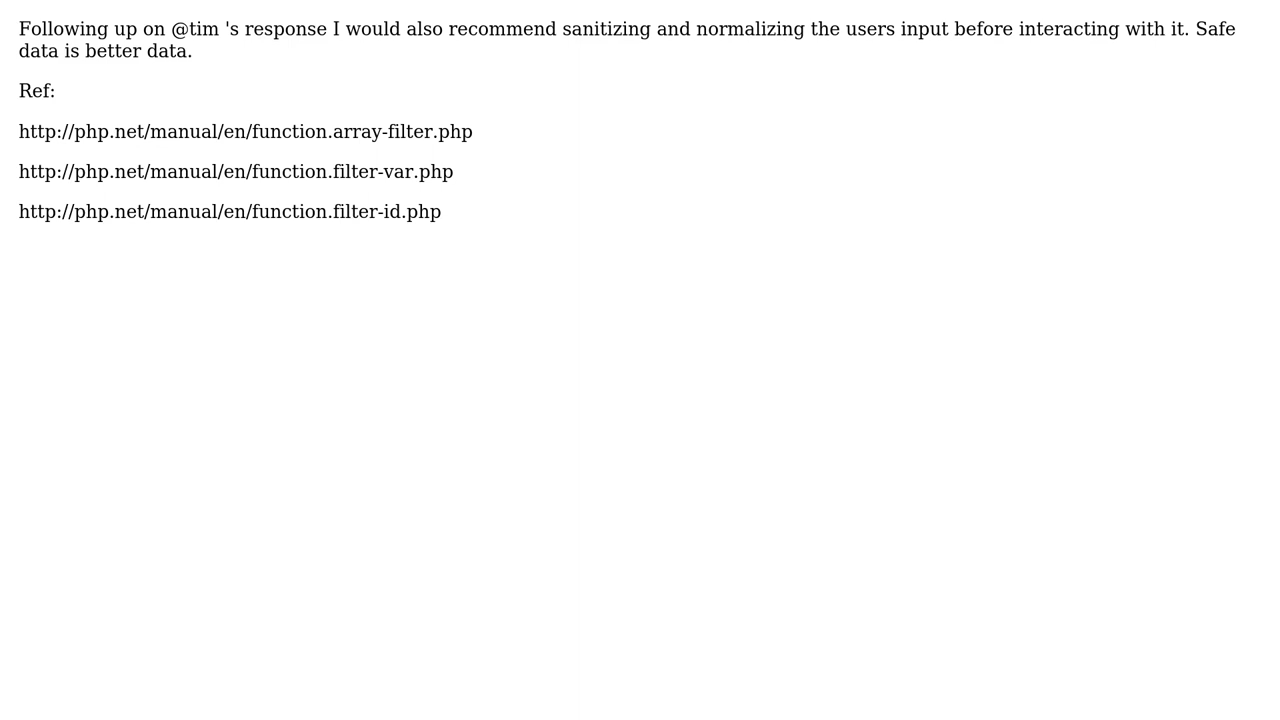 Following up on @tim 's response I would also recommend sanitizing and normalizing the users input before interacting with it. Safe
data is better data.
Ref:
http://php.net/manual/en/function.array-filter.php
http://php.net/manual/en/function.filter-var.php
http://php.net/manual/en/function.filter-id.php